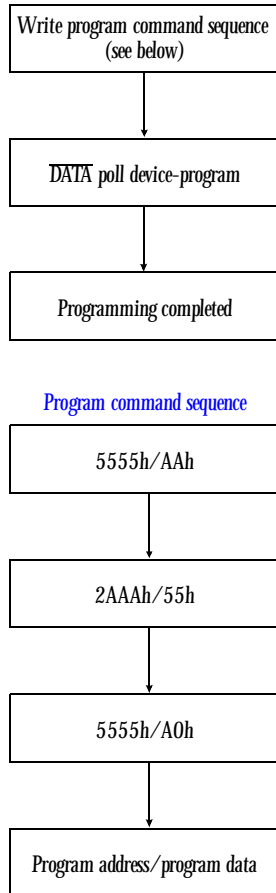 Write program command sequence
(see below)
DATA poll device-program
Programming completed
Program command sequence
5555h/AAh
2AAAh/55h
5555h/A0h
Program address/program data